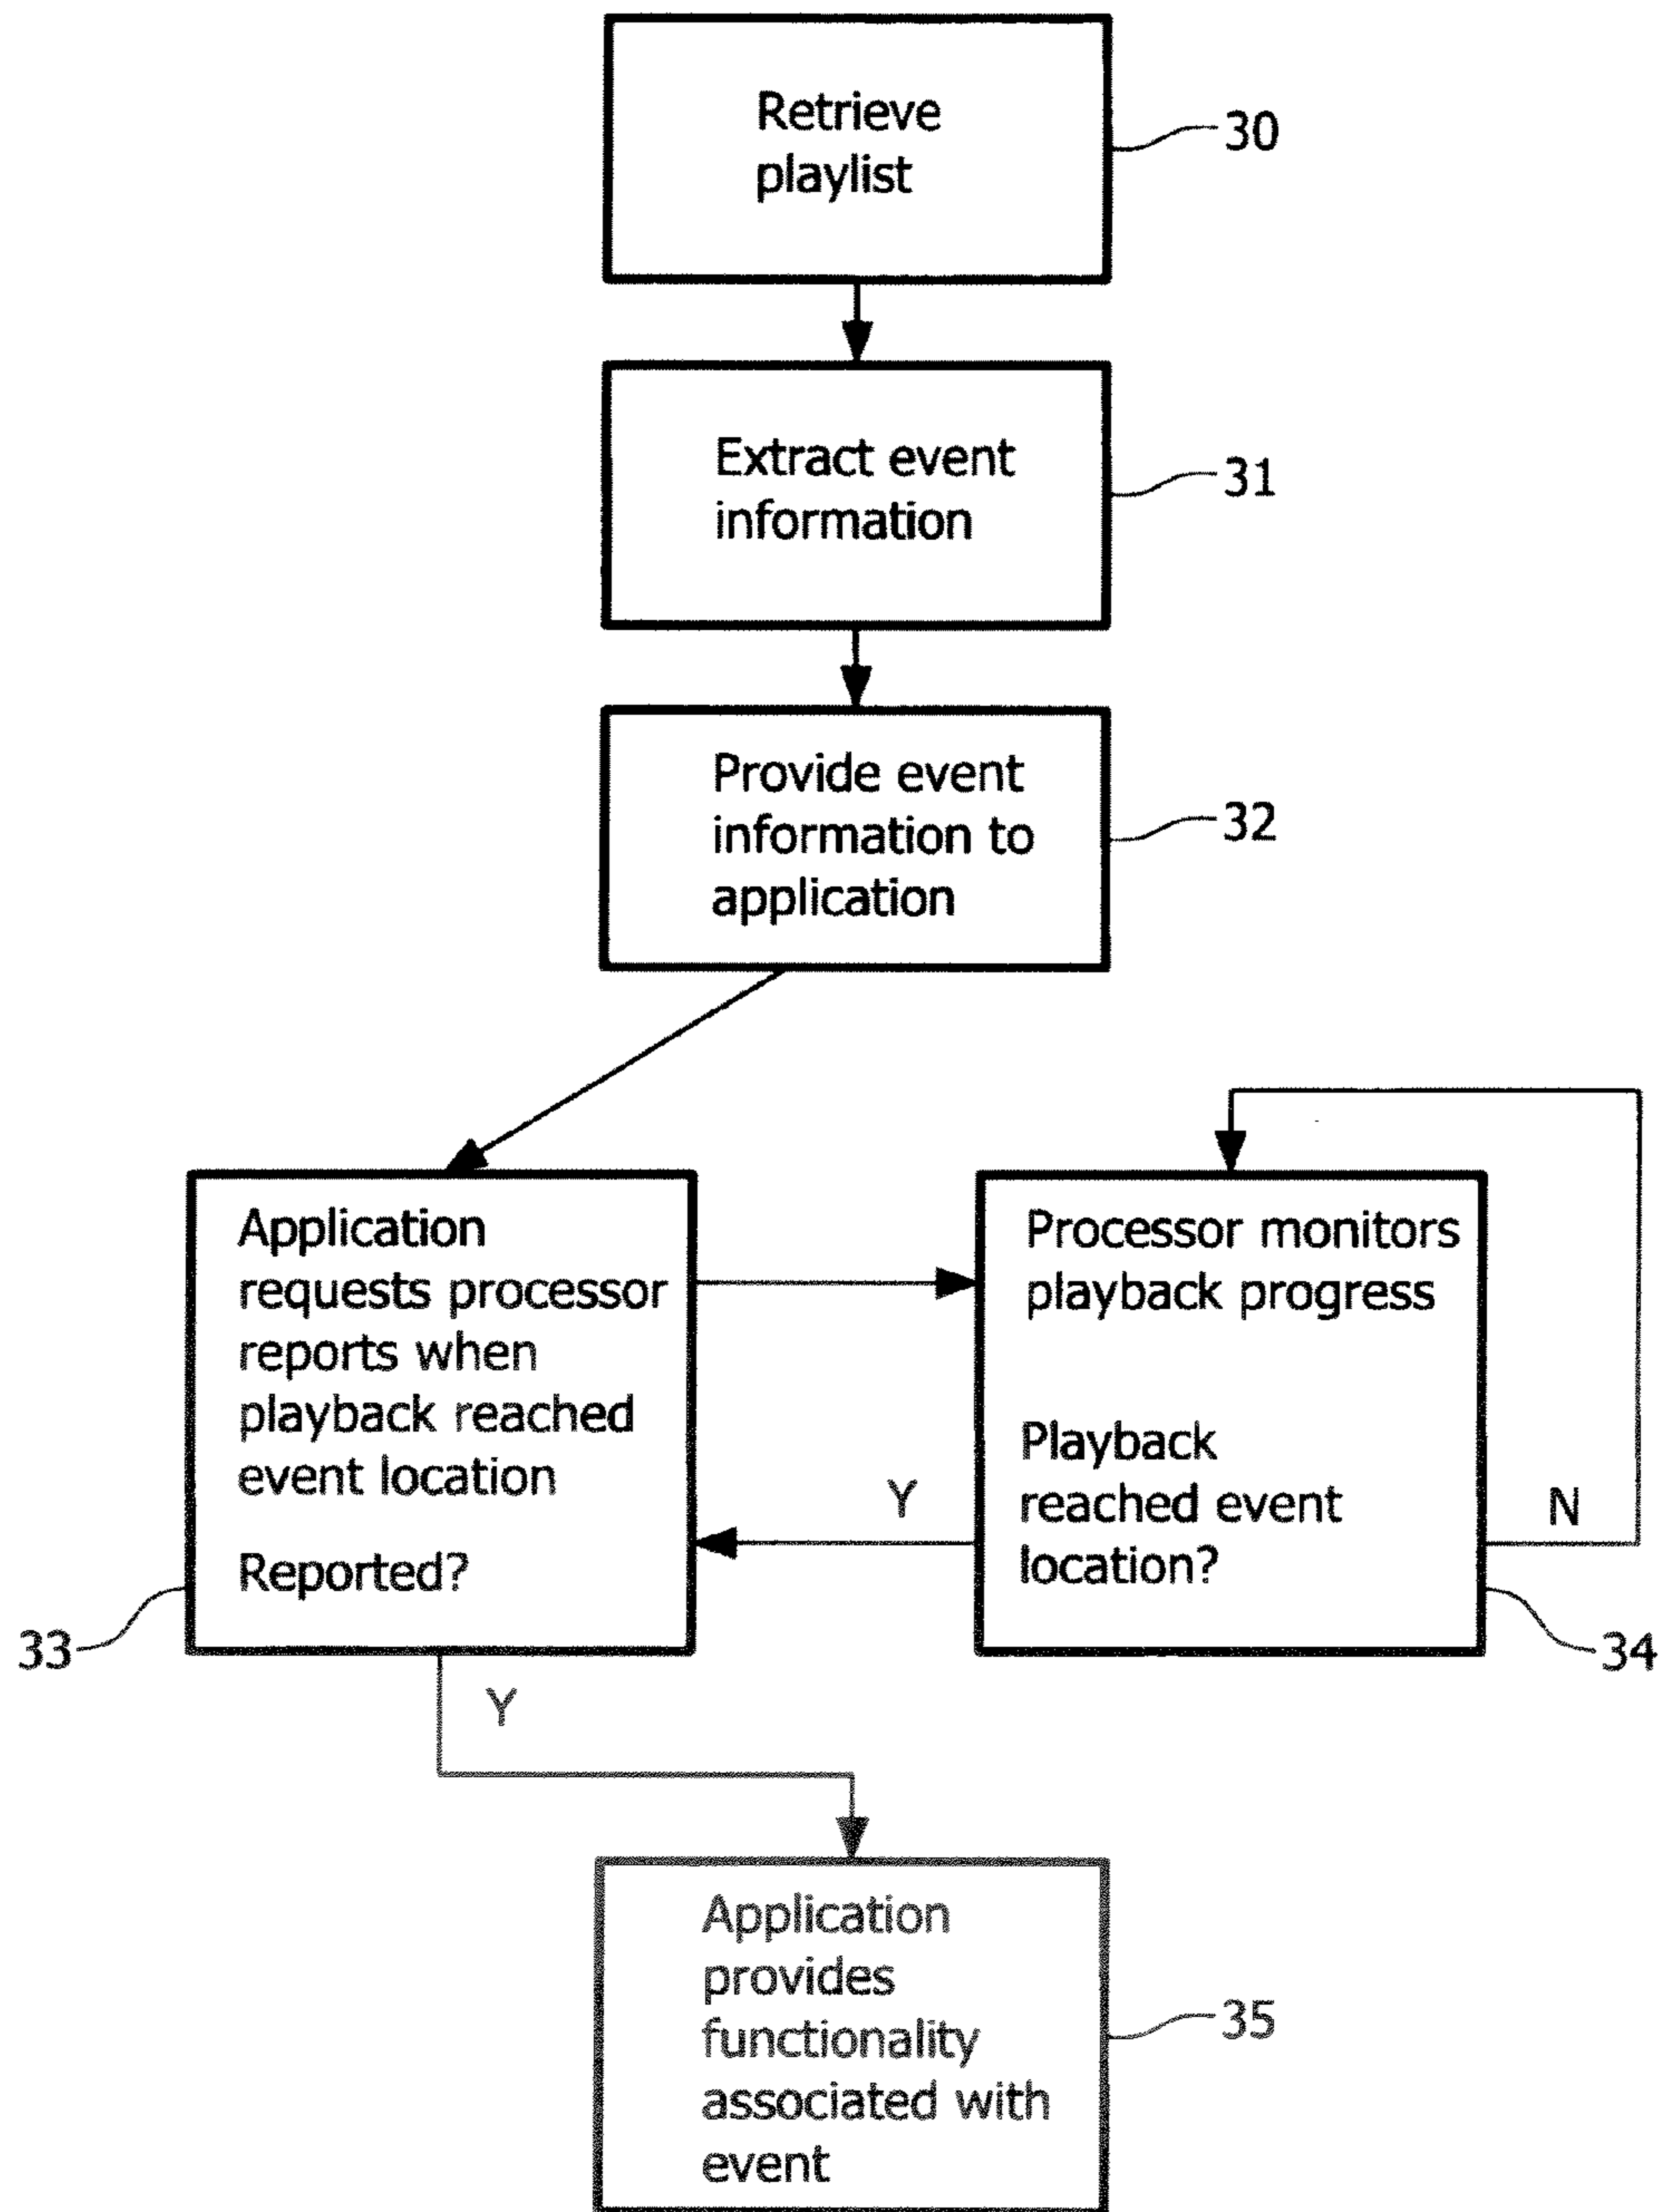 Retrieve
playlist
30
Extract event
information
31
Provide event
information to
application
32
Application
requests processor
reports when
playback reached
event location
Reported?
33
Processor monitors
playback progress
Playback
reached event
location?
34
Y
N
Y
Application
provides
functionality
associated with
event
35